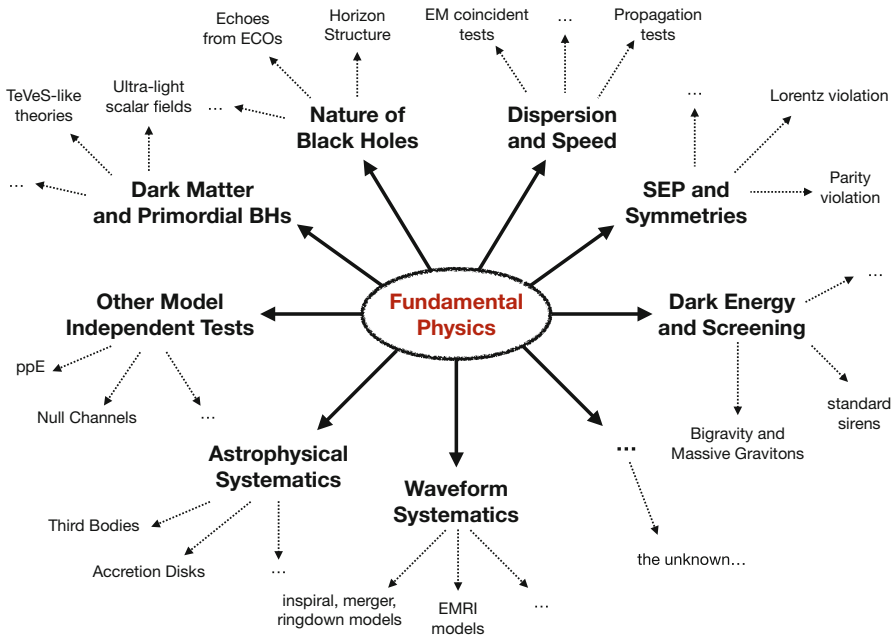 Echoes
from ECOs
Horizon
Structure
EM coincident
tests
…
Propagation
tests
TeVeS-like
theories
Ultra-light
scalar fields
…
Nature of
Black Holes
Dispersion
and Speed
…
Lorentz violation
…
Dark Matter
and Primordial BHs
SEP and
Symmetries
Parity
violation
Fundamental
Physics
Other Model
Independent Tests
Dark Energy
and Screening
…
ppE
Null Channels
…
standard
sirens
Bigravity and
Massive Gravitons
Astrophysical
Systematics
Waveform
Systematics
…
Third Bodies
Accretion Disks
…
inspiral, merger,
ringdown models
EMRI
models
…
the unknown…